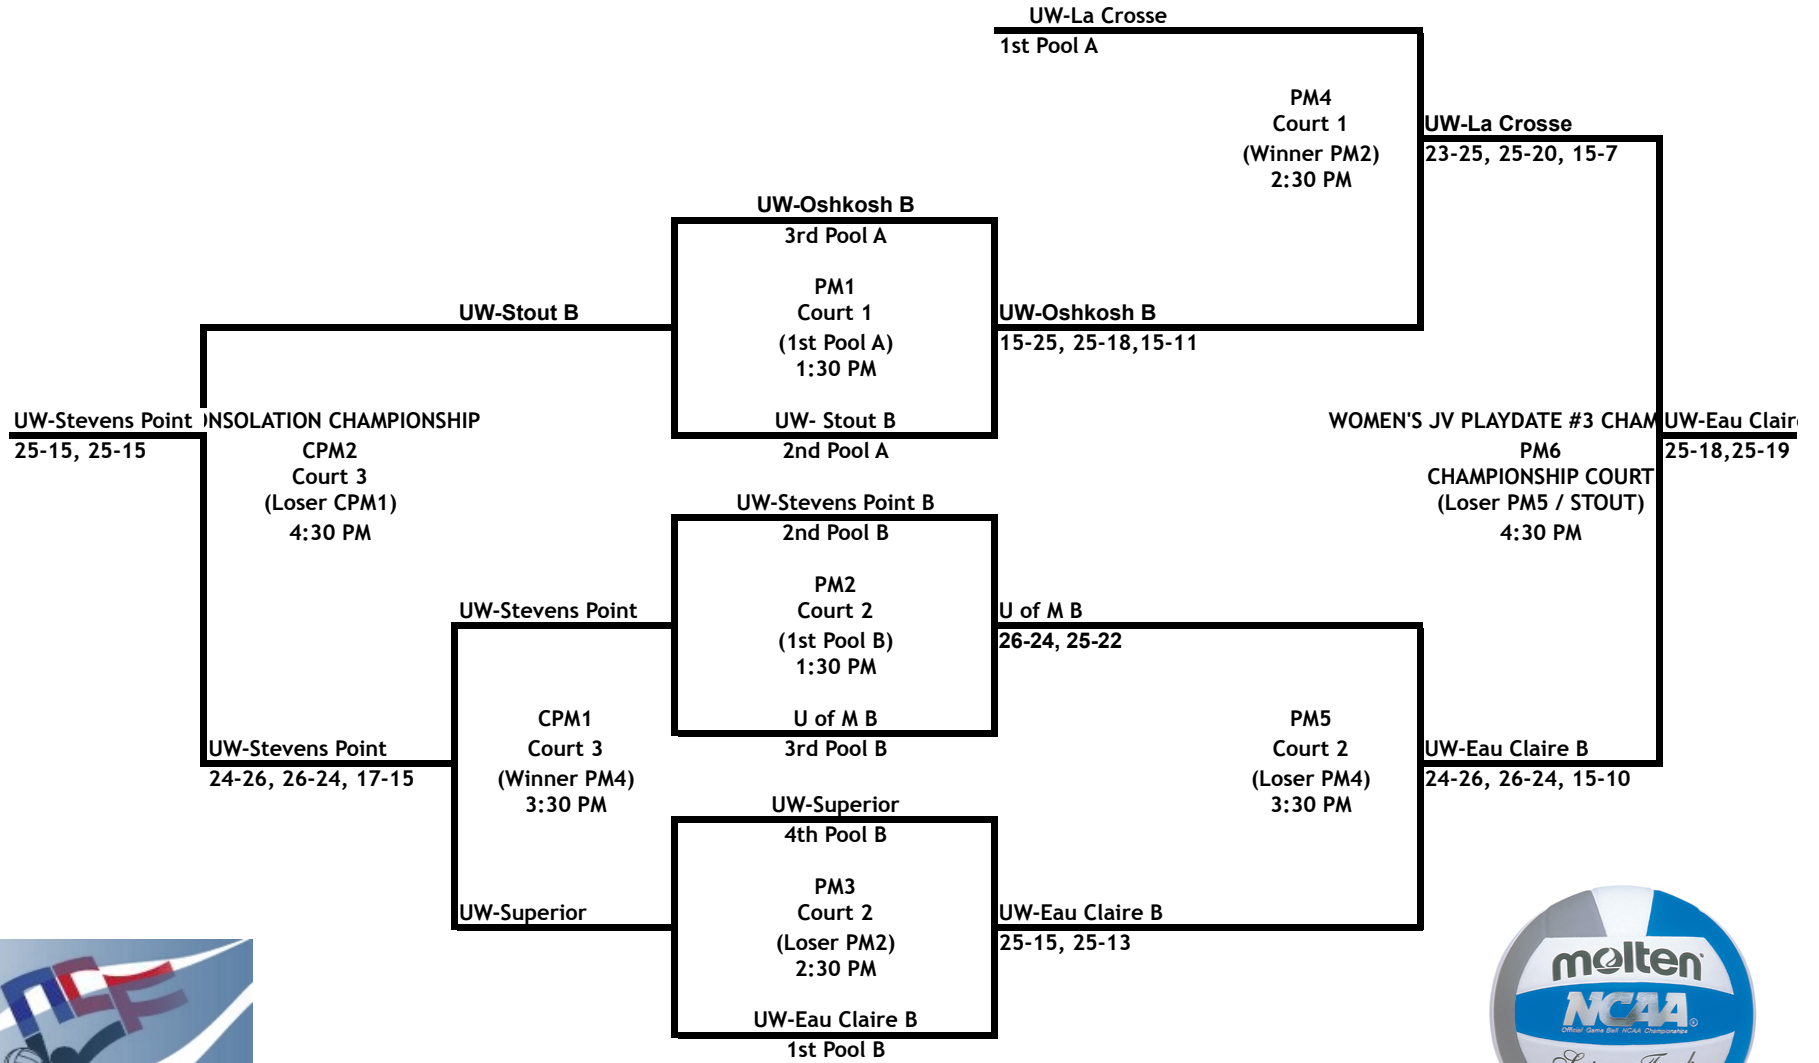 UW-La Crosse
1st Pool A
PM4
Court 1
(Winner PM2)
2:30 PM
UW-La Crosse
23-25, 25-20, 15-7
UW-Oshkosh B
3rd Pool A
PM1
Court 1
(1st Pool A)
1:30 PM
UW- Stout B
2nd Pool A
UW-Stout B
UW-Oshkosh B
15-25, 25-18,15-11
UW-Stevens Point
25-15, 25-15
ONSOLATION CHAMPIONSHIP
CPM2
Court 3
(Loser CPM1)
4:30 PM
WOMEN'S JV PLAYDATE #3 CHAM
PM6
CHAMPIONSHIP COURT
(Loser PM5 / STOUT)
4:30 PM
UW-Eau Claire
25-18,25-19
UW-Stevens Point B
2nd Pool B
PM2
Court 2
(1st Pool B)
1:30 PM
U of M B
3rd Pool B
UW-Stevens Point
U of M B
26-24, 25-22
CPM1
Court 3
(Winner PM4)
3:30 PM
PM5
Court 2
(Loser PM4)
3:30 PM
UW-Stevens Point
24-26, 26-24, 17-15
UW-Eau Claire B
24-26, 26-24, 15-10
UW-Superior
4th Pool B
PM3
Court 2
(Loser PM2)
2:30 PM
UW-Eau Claire B
1st Pool B
UW-Superior
UW-Eau Claire B
25-15, 25-13
NCF
molten
NCAA
Official Game Ball NCAA Championships